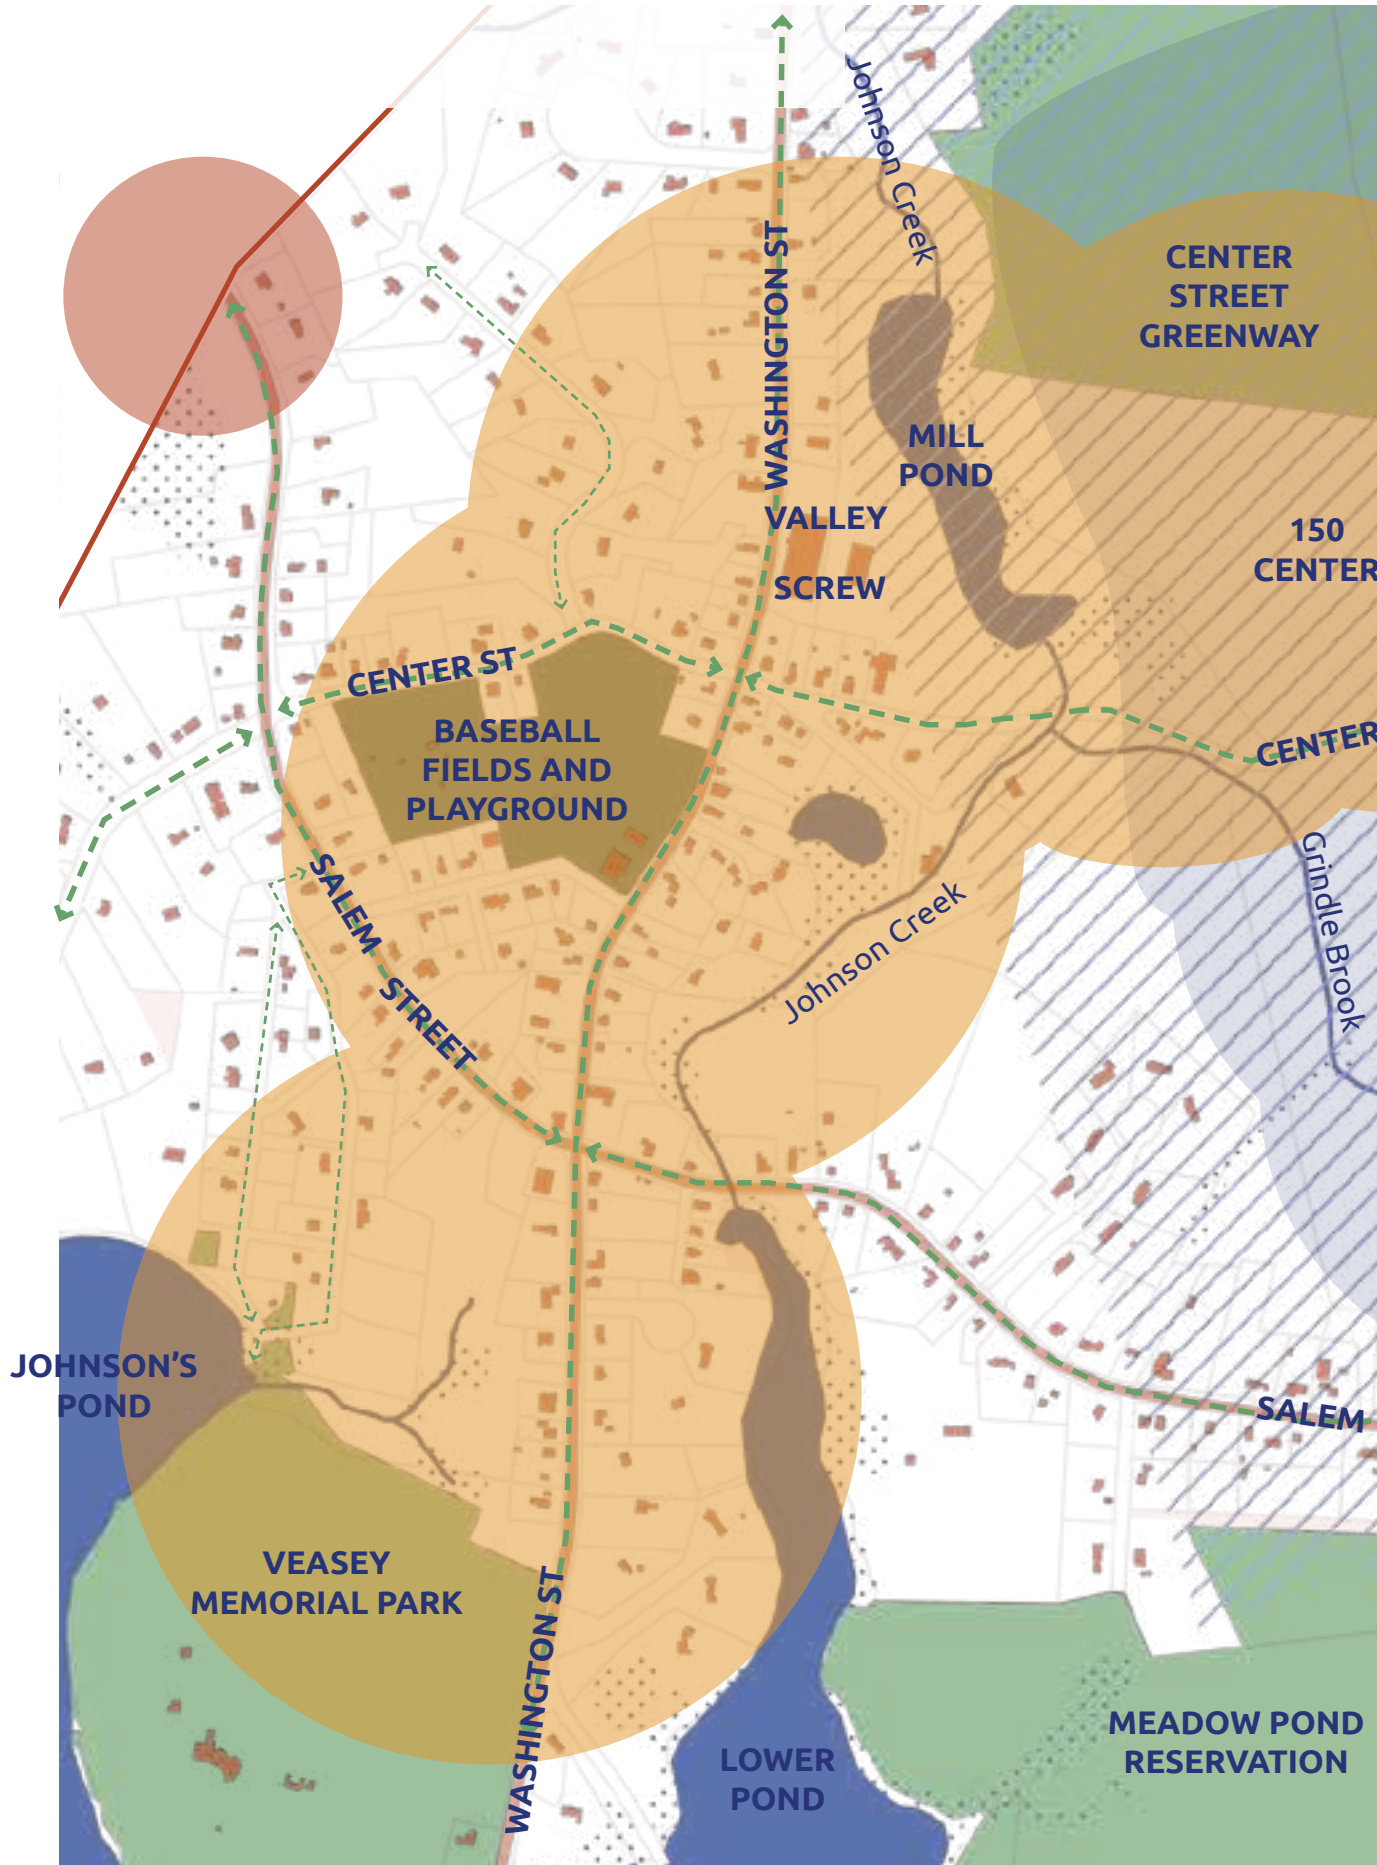 Johnson Creek
WASHINGTON ST
CENTER
STREET
GREENWAY
MILL
POND
VALLEY
SCREW
150
CENTER
CENTER ST
BASEBALL
FIELDS AND
PLAYGROUND
CENTER
SALEM STREET
Johnson Creek
Grindle Brook
JOHNSON’S
POND
SALEM
VEASEY
MEMORIAL PARK
WASHINGTON ST
LOWER
POND
MEADOW POND
RESERVATION